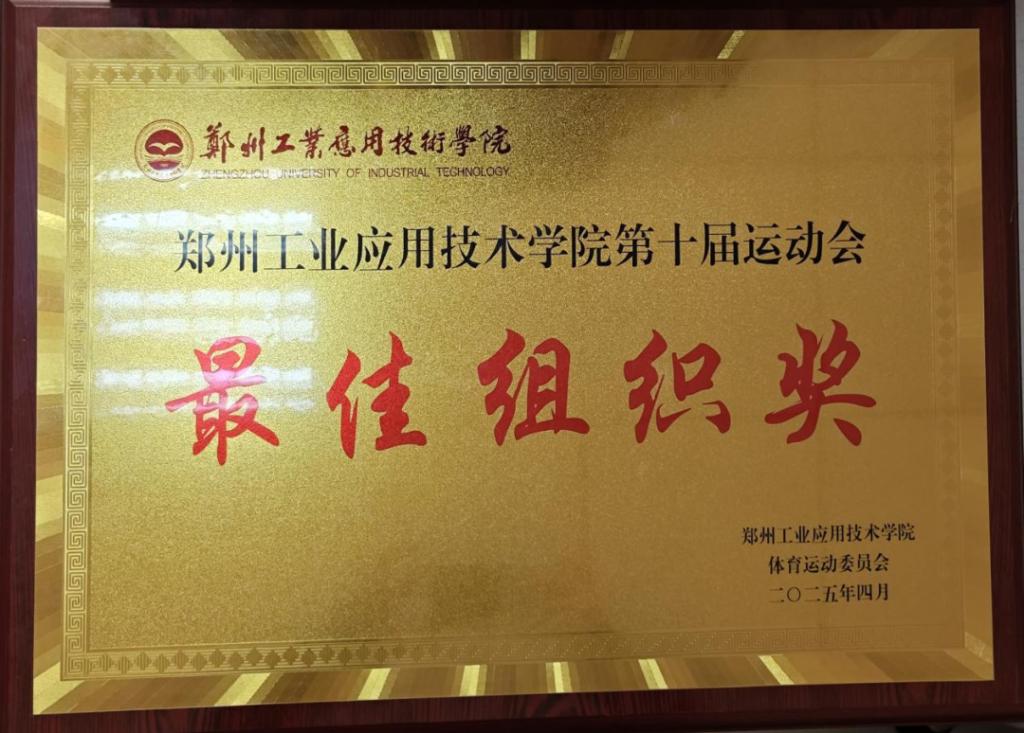 鄭州工業應用技術學院
ZHENGZHOU UNIVERSITY OF INDUSTRIAL TECHNOLOGY
郑州工业应用技术学院第十届运动会
最佳组织奖
郑州工业应用技术学院
体育运动委员会
二〇二五年四月